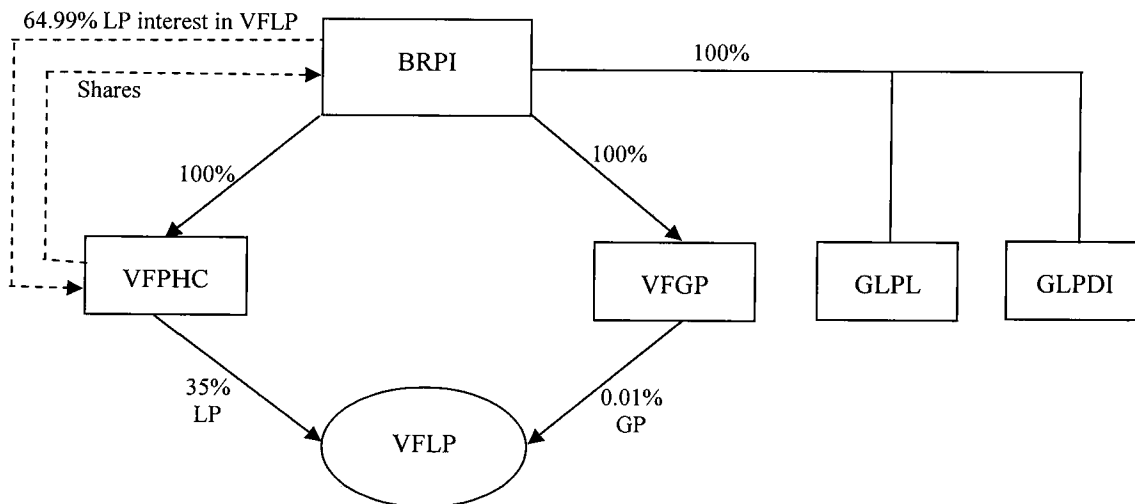 64.99% LP interest in VFLP
BRPI
100%
Shares
100%
100%
VFPHC
VFGP
GLPL
GLPDI
35%
LP
0.01%
GP
VFLP